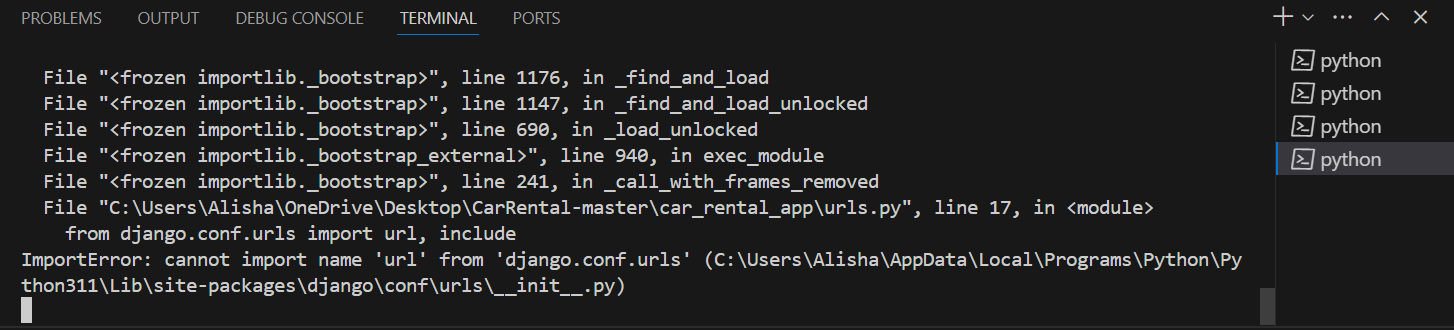 PROBLEMS OUTPUT DEBUG CONSOLE TERMINAL PORTS
File "<frozen importlib._bootstrap>", line 1176, in _find_and_load
File "<frozen importlib._bootstrap>", line 1147, in _find_and_load_unlocked
File "<frozen importlib._bootstrap>", line 690, in _load_unlocked
File "<frozen importlib._bootstrap_external>", line 940, in exec_module
File "<frozen importlib._bootstrap>", line 241, in _call_with_frames_removed
File "C:\Users\Alisha\OneDrive\Desktop\CarRental-master\car_rental_app\urls.py", line 17, in <module>
from django.conf.urls import url, include
ImportError: cannot import name 'url' from 'django.conf.urls' (C:\Users\Alisha\AppData\Local\Programs\Python\Py
thon311\Lib\site-packages\django\conf\urls\__init__.py)
python
python
python
python